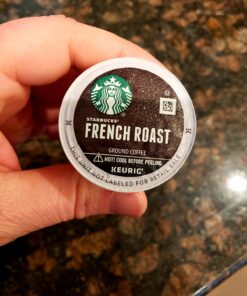 STARBUCKS®
FRENCH ROAST
GROUND COFFEE
HOT! COOL BEFORE PEELING
KEURIG
THIS UNIT NOT LABELED FOR RETAIL SALE